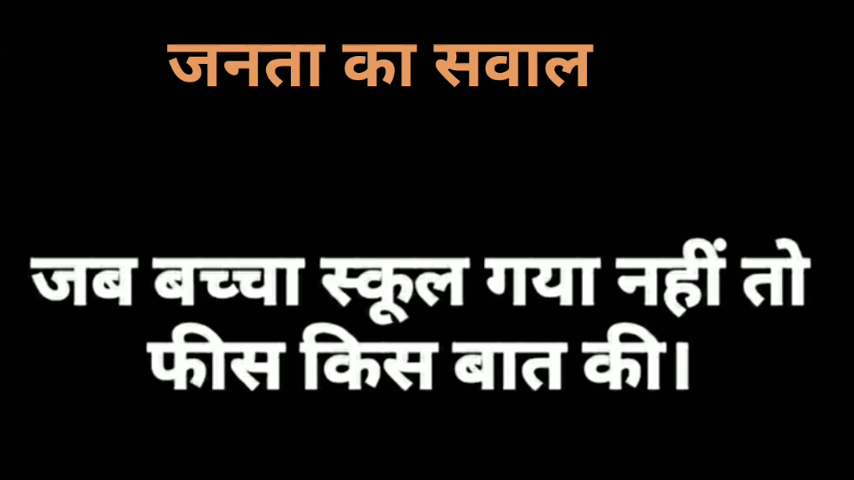 जनता का सवाल
जब बच्चा स्कूल गया नहीं तो
फीस किस बात की।